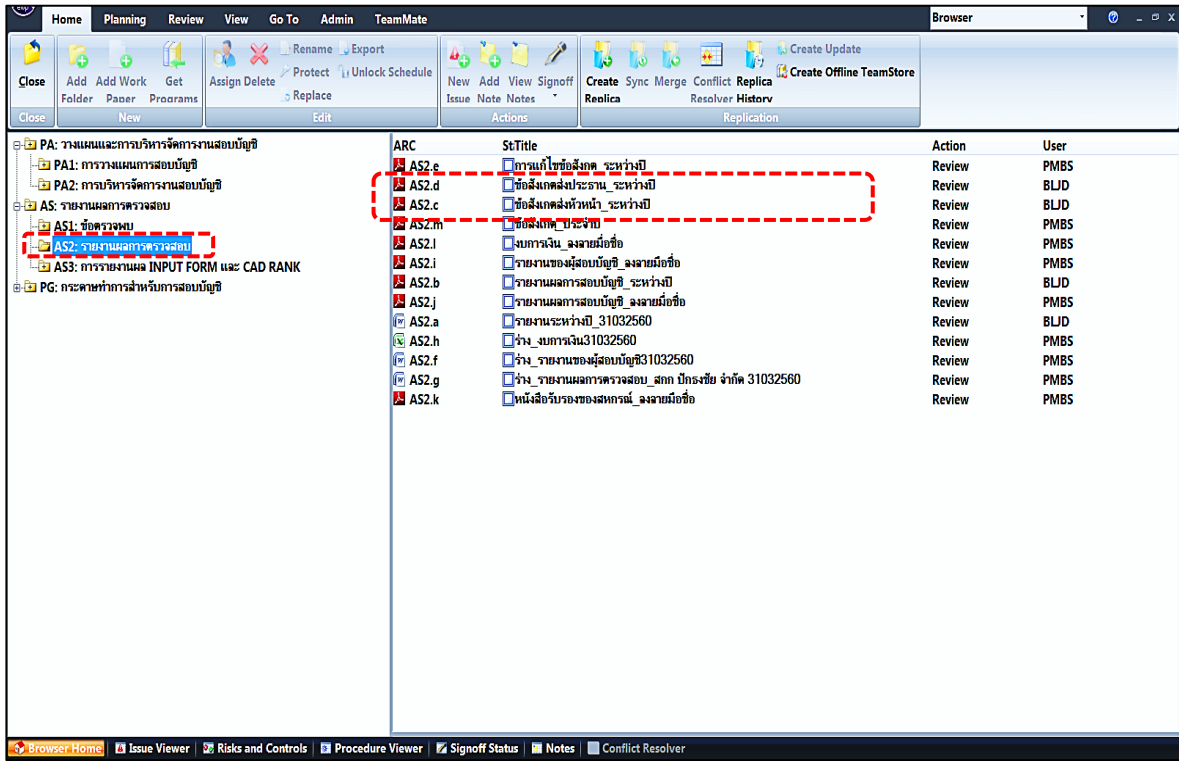 Home Planning Review View Go To Admin TeamMate Browser
Rename Export Create Update
Protect Unlock Schedule Create Offline TeamStore
Close Add Add Work Get Assign Delete New Add View Signoff Create Sync Merge Conflict Replica
Folder Paper Programs Replace Issue Note Notes Replica Resolver History
Close New Edit Actions Replication
PA: วางแผนและการบริหารจัดการงานสอบบัญชี
PA1: การวางแผนการสอบบัญชี
PA2: การบริหารจัดการงานสอบบัญชี
AS: รายงานผลการตรวจสอบ
AS1: ข้อตรวจพบ
AS2: รายงานผลการตรวจสอบ
AS3: การรายงานผล INPUT FORM และ CAD RANK
PG: กระดาษทำการสำหรับการสอบบัญชี
ARC St Title Action User
AS2.e การแก้ไขข้อสังเกต_ระหว่างปี Review PMBS
AS2.d ข้อสังเกตส่งประธาน_ระหว่างปี Review BLJD
AS2.c ข้อสังเกตส่งหัวหน้า_ระหว่างปี Review BLJD
AS2.m ข้อสังเกต_ประจำปี Review PMBS
AS2.l งบการเงิน_ลงลายมือชื่อ Review PMBS
AS2.i รายงานของผู้สอบบัญชี_ลงลายมือชื่อ Review PMBS
AS2.b รายงานผลการสอบบัญชี_ระหว่างปี Review BLJD
AS2.j รายงานผลการสอบบัญชี_ลงลายมือชื่อ Review PMBS
AS2.a รายงานระหว่างปี_31032560 Review BLJD
AS2.h ร่าง_งบการเงิน31032560 Review PMBS
AS2.f ร่าง_รายงานของผู้สอบบัญชี31032560 Review PMBS
AS2.g ร่าง_รายงานผลการตรวจสอบ_สกก ปักธงชัย จำกัด 31032560 Review PMBS
AS2.k หนังสือรับรองของสหกรณ์_ลงลายมือชื่อ Review PMBS
Browser Home Issue Viewer Risks and Controls Procedure Viewer Signoff Status Notes Conflict Resolver